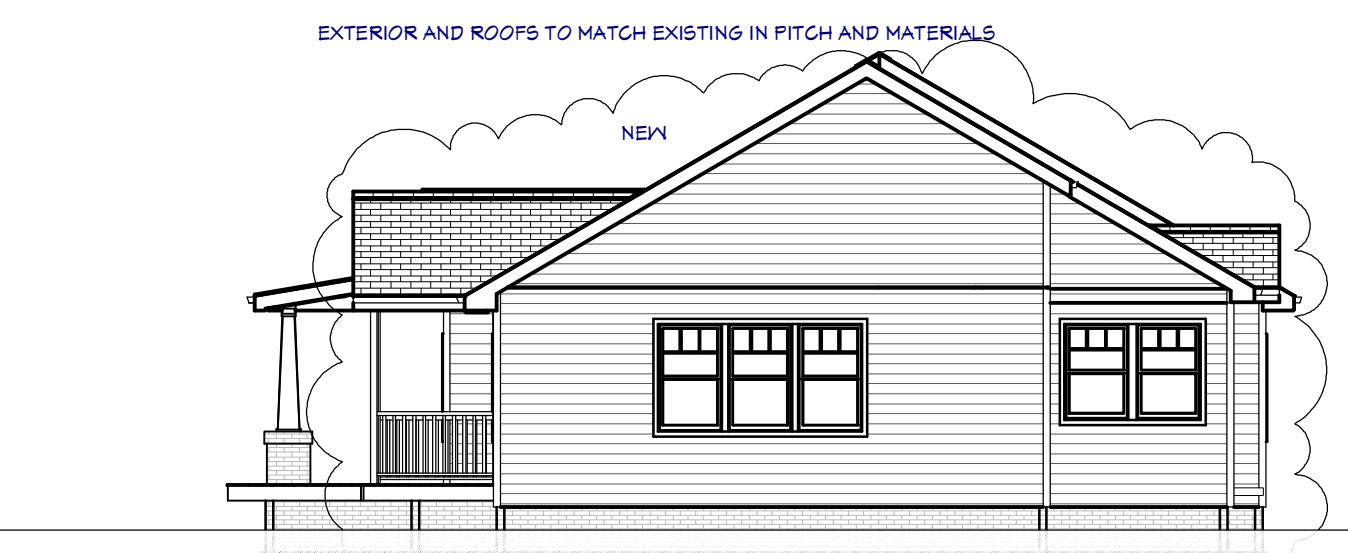 EXTERIOR AND ROOFS TO MATCH EXISTING IN PITCH AND MATERIALS
NEW